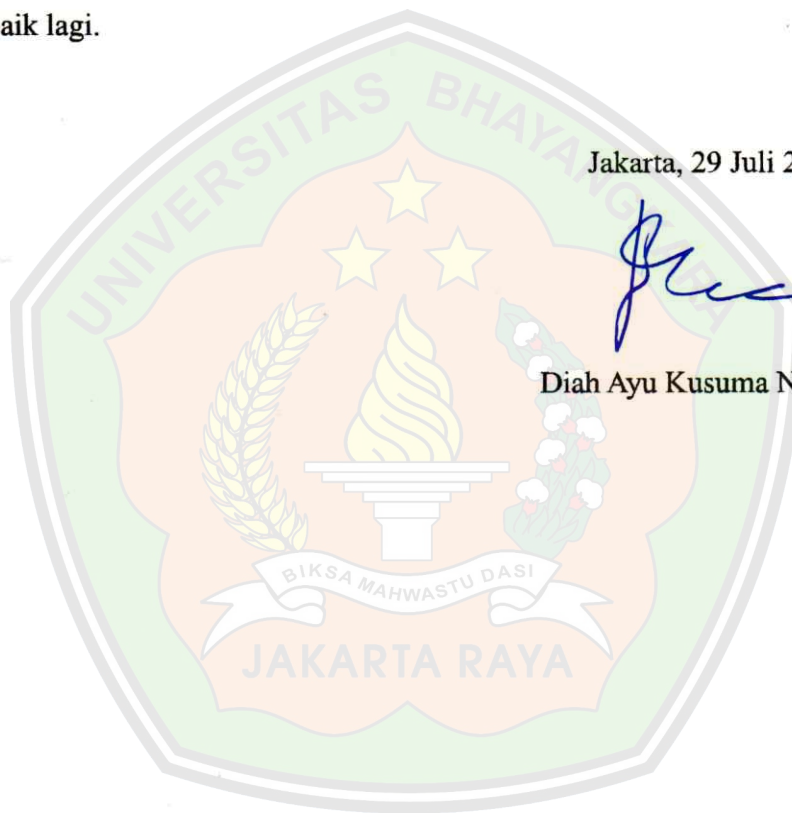 aik lagi.
UNIVERSITAS BHAYANGKARA
Jakarta, 29 Juli 2
Diah Ayu Kusuma N
BIKSA MAHWASTU DASI
JAKARTA RAYA